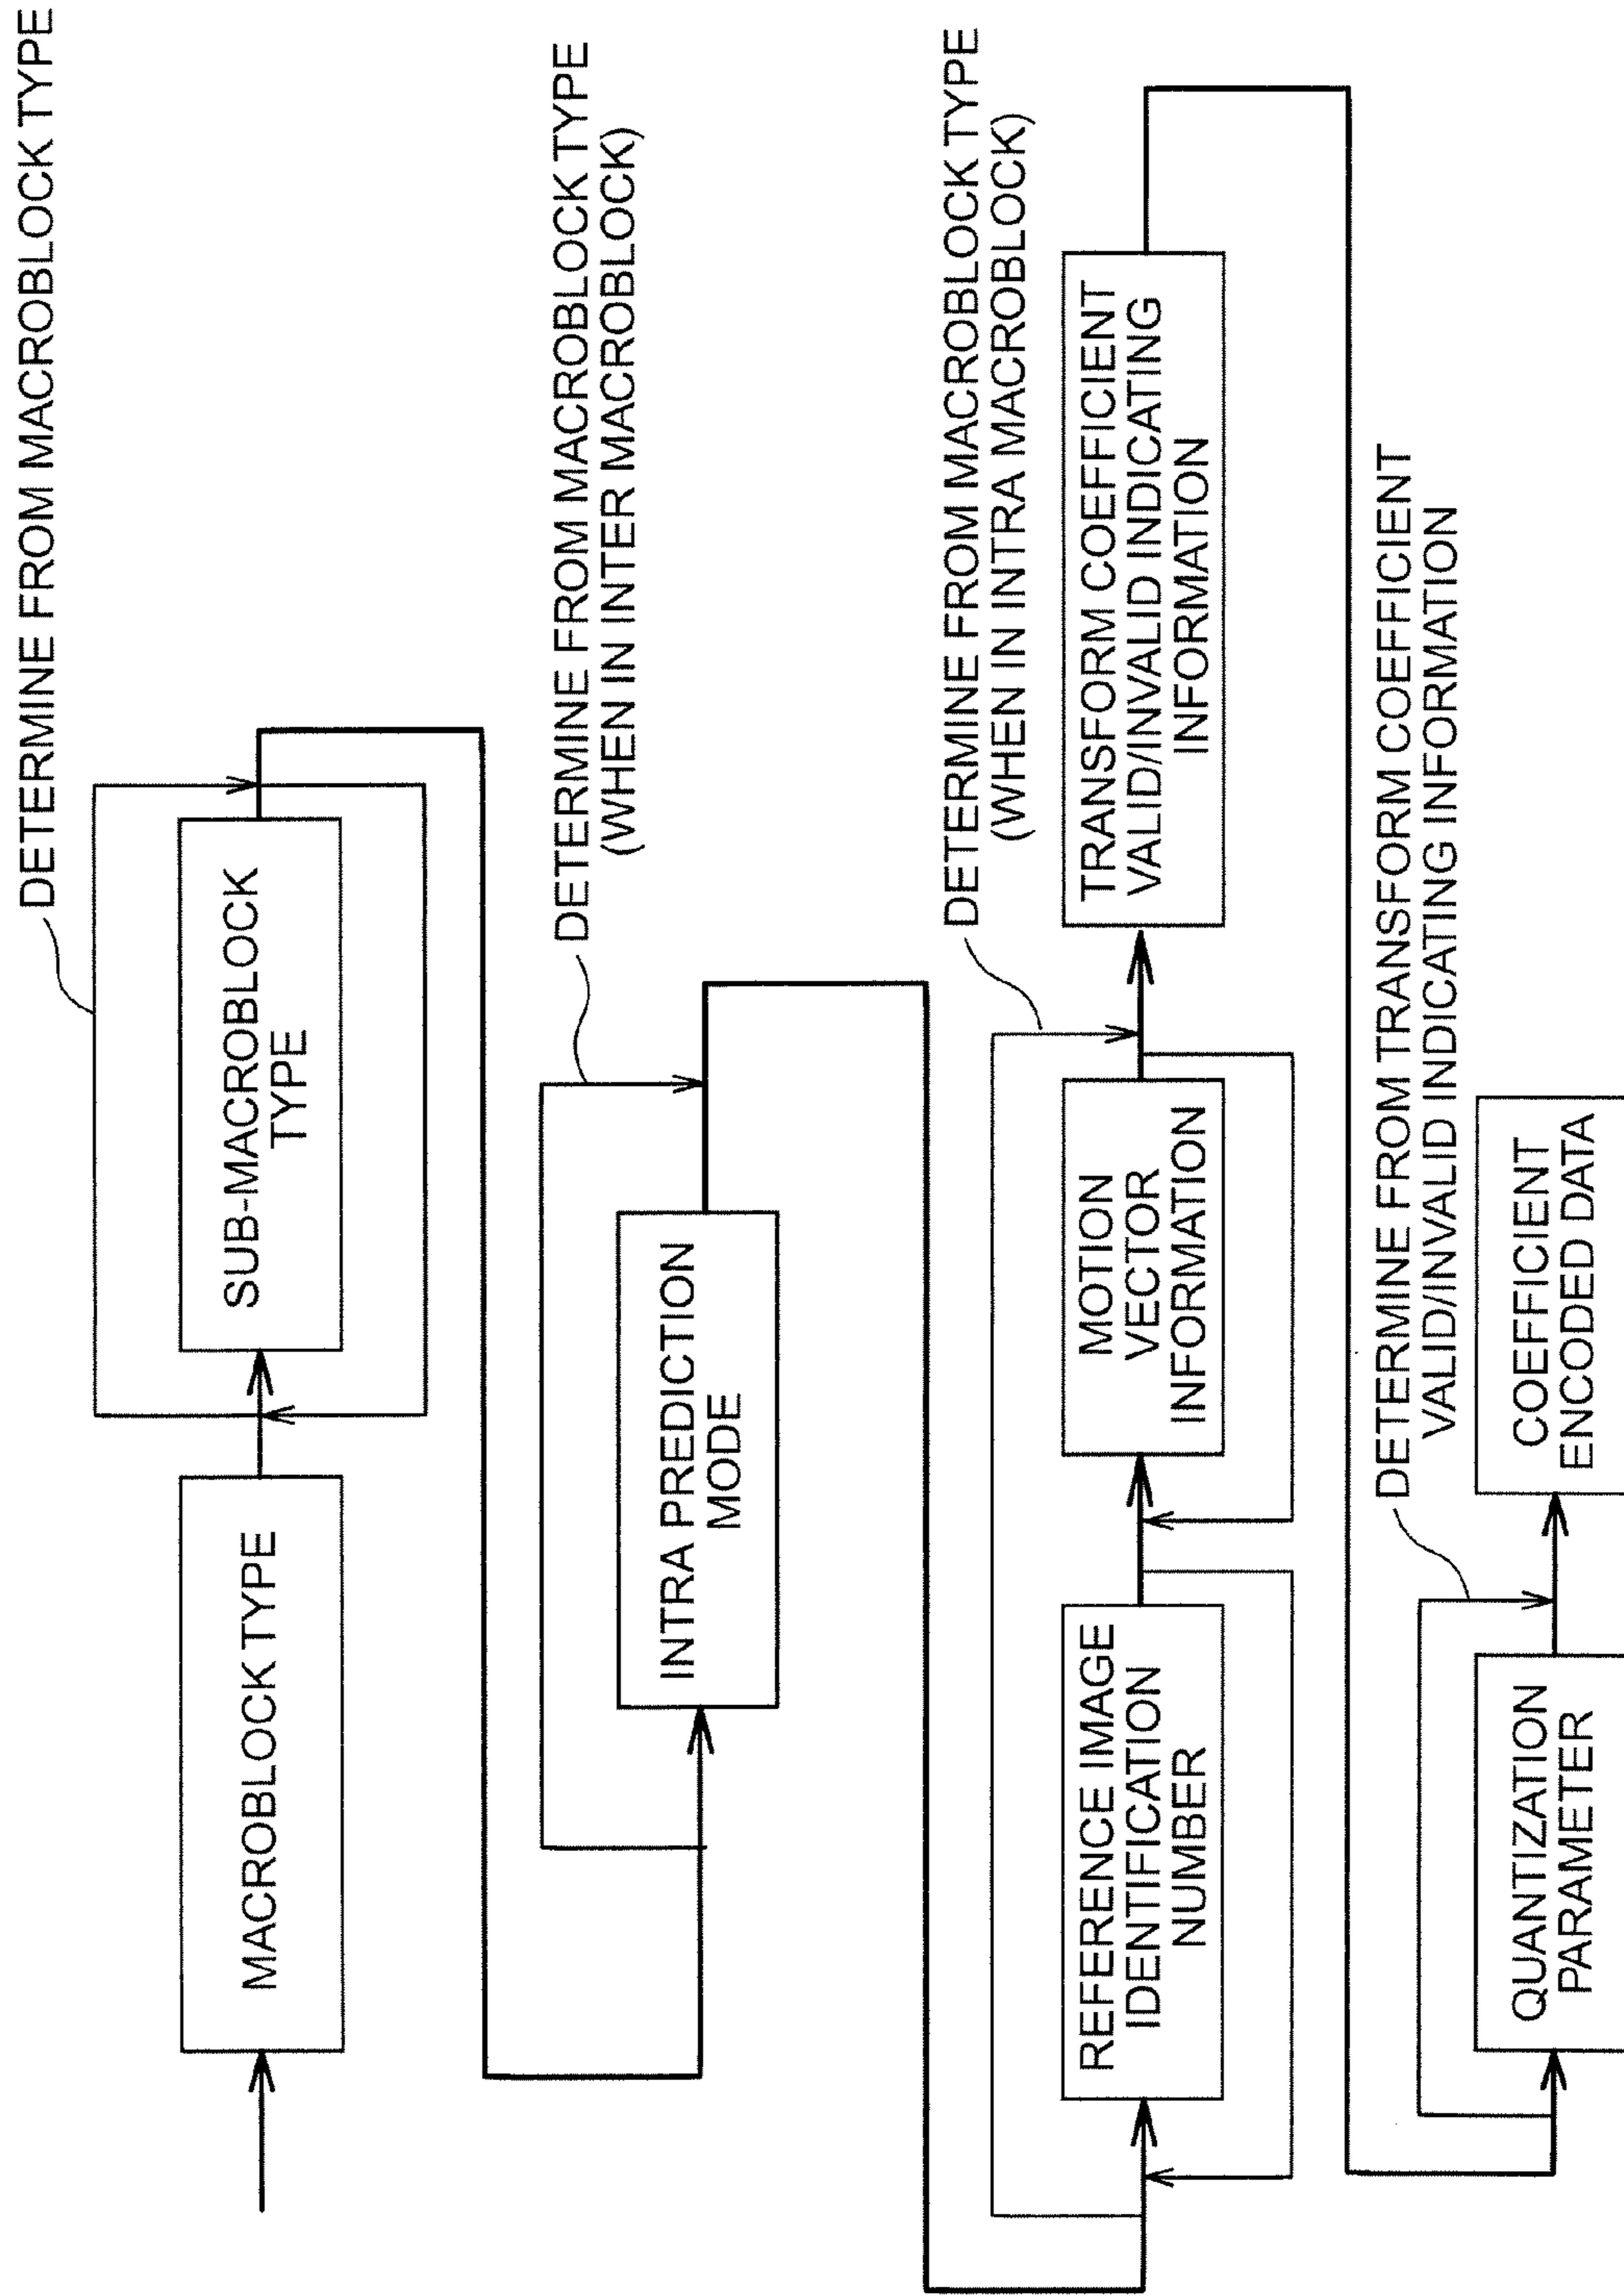 DETERMINE FROM MACROBLOCK TYPE
MACROBLOCK TYPE
SUB-MACROBLOCK
TYPE
DETERMINE FROM MACROBLOCK TYPE
(WHEN IN INTER MACROBLOCK)
INTRA PREDICTION
MODE
DETERMINE FROM MACROBLOCK TYPE
(WHEN IN INTRA MACROBLOCK)
REFERENCE IMAGE
IDENTIFICATION
NUMBER
MOTION
VECTOR
INFORMATION
TRANSFORM COEFFICIENT
VALID/INVALID INDICATING
INFORMATION
DETERMINE FROM TRANSFORM COEFFICIENT
VALID/INVALID INDICATING INFORMATION
QUANTIZATION
PARAMETER
COEFFICIENT
ENCODED DATA